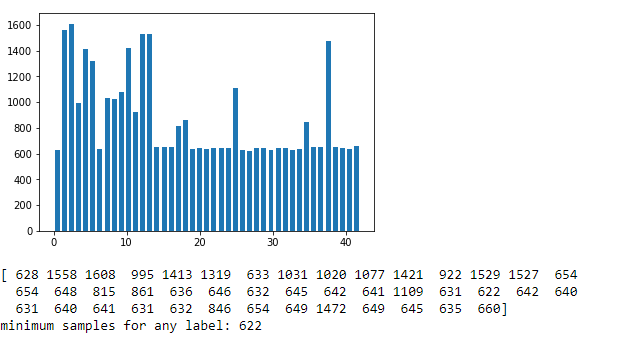 1600
1400
1200
1000
800
600
400
200
0
0 10 20 30 40
[ 628 1558 1608  995 1413 1319  633 1031 1020 1077 1421  922 1529 1527  654
  654  648  815  861  636  646  632  645  642  641 1109  631  622  642  640
  631  640  641  631  632  846  654  649 1472  649  645  635  660]
minimum samples for any label: 622